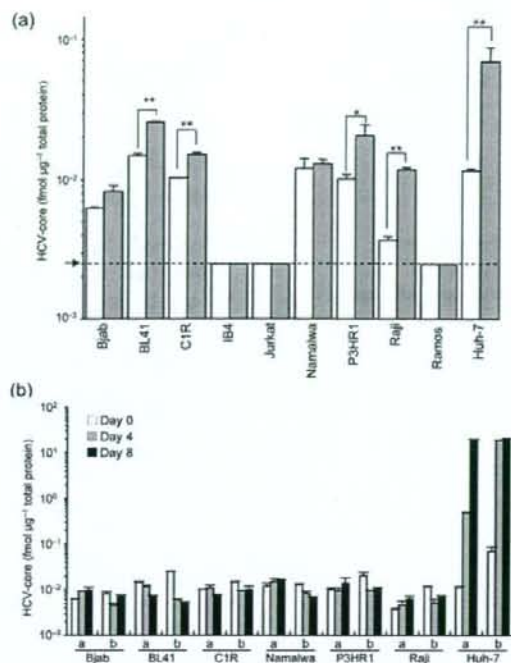 (a)
HCV-core (fmol µg⁻¹ total protein)
10⁻¹
10⁻²
10⁻³
**
**
*
**
**
Bjab
BL41
C1R
IB4
Jurkat
Namalwa
P3HR1
Raji
Ramos
Huh-7
(b)
HCV-core (fmol µg⁻¹ total protein)
10²
10¹
10⁰
10⁻¹
10⁻²
10⁻³
Day 0
Day 4
Day 8
a b a b a b a b a b a b a b
Bjab BL41 C1R Namalwa P3HR1 Raji Huh-7